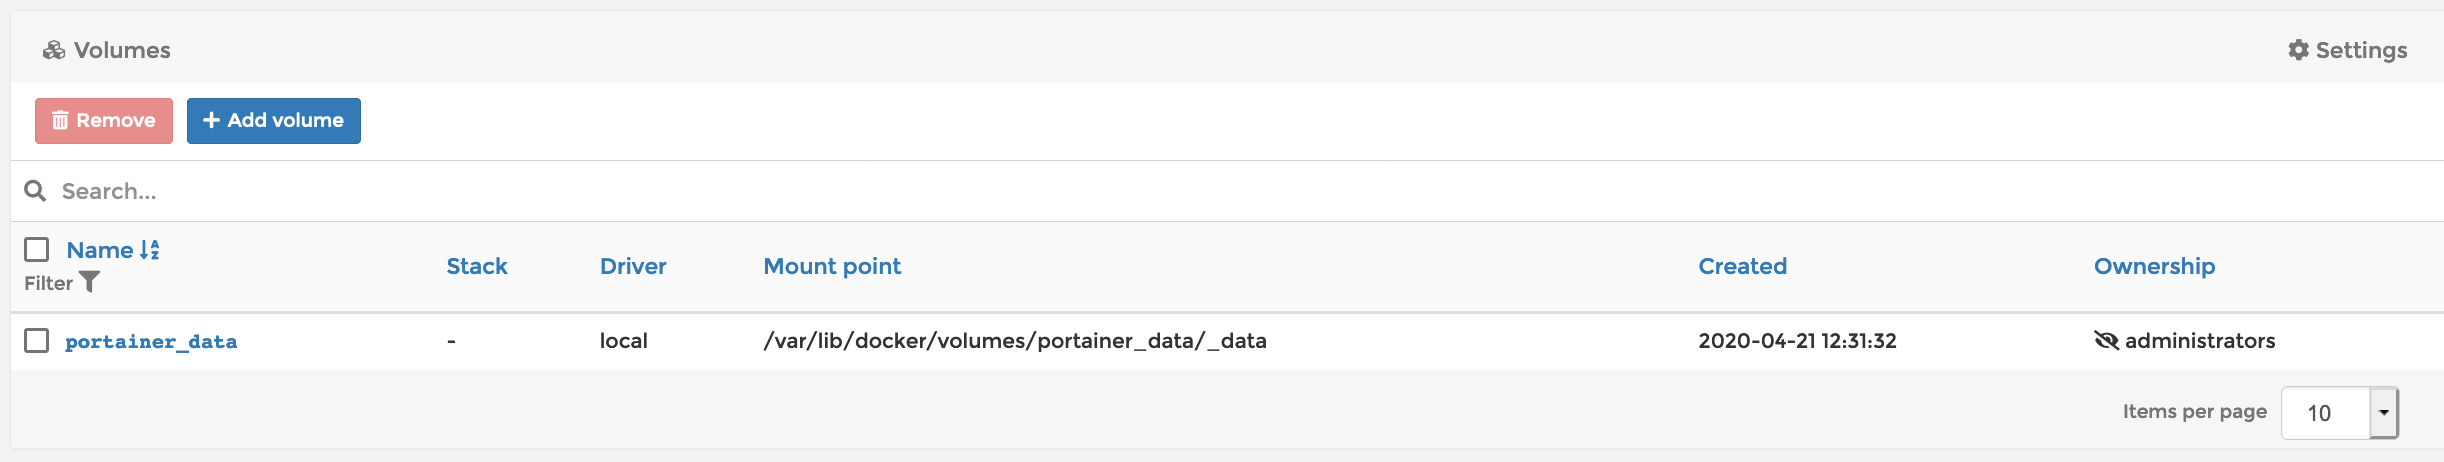 Volumes
Settings
Remove
Add volume
Search...
Name
Filter
Stack
Driver
Mount point
Created
Ownership
portainer_data
-
local
/var/lib/docker/volumes/portainer_data/_data
2020-04-21 12:31:32
administrators
Items per page
10